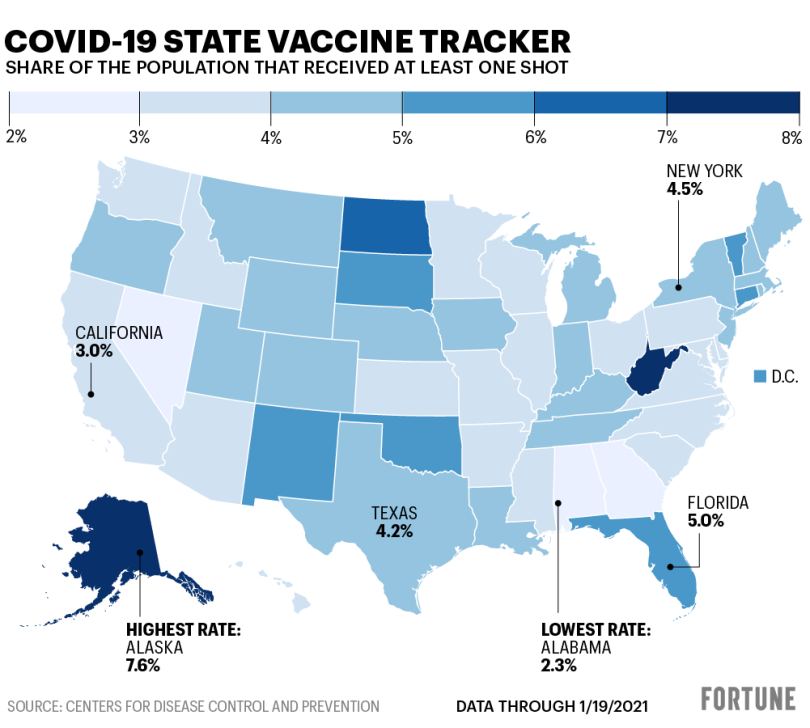 COVID-19 STATE VACCINE TRACKER
SHARE OF THE POPULATION THAT RECEIVED AT LEAST ONE SHOT
2% 3% 4% 5% 6% 7% 8%
NEW YORK
4.5%
CALIFORNIA
3.0%
D.C.
TEXAS
4.2%
FLORIDA
5.0%
HIGHEST RATE:
ALASKA
7.6%
LOWEST RATE:
ALABAMA
2.3%
SOURCE: CENTERS FOR DISEASE CONTROL AND PREVENTION
DATA THROUGH 1/19/2021
FORTUNE